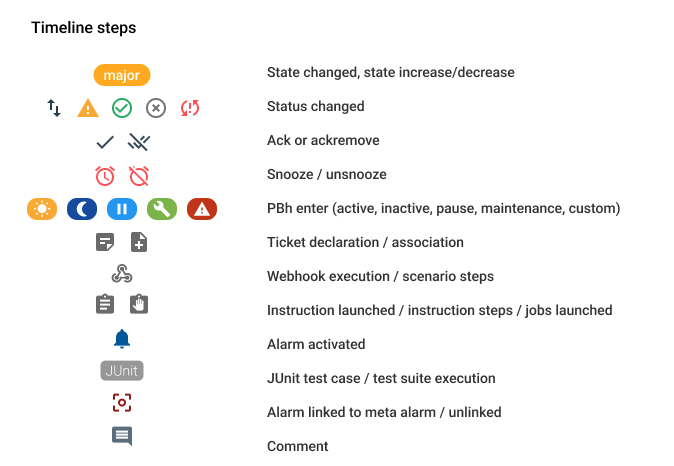 Timeline steps
major
State changed, state increase/decrease
Status changed
Ack or ackremove
Snooze / unsnooze
PBh enter (active, inactive, pause, maintenance, custom)
Ticket declaration / association
Webhook execution / scenario steps
Instruction launched / instruction steps / jobs launched
Alarm activated
JUnit
JUnit test case / test suite execution
Alarm linked to meta alarm / unlinked
Comment